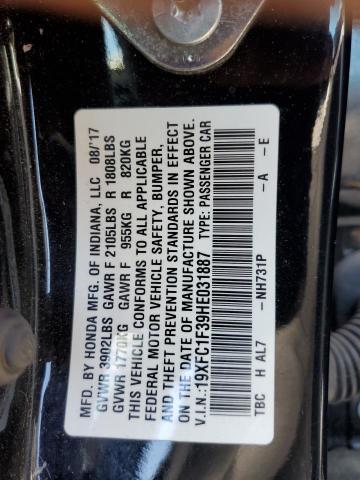 MFD. BY HONDA MFG. OF INDIANA, LLC 08/'17
GVWR 3902LBS GAWR F 2105LBS R 1808LBS
GVWR 1770KG GAWR F 955KG R 820KG
THIS VEHICLE CONFORMS TO ALL APPLICABLE
FEDERAL MOTOR VEHICLE SAFETY, BUMPER,
AND THEFT PREVENTION STANDARDS IN EFFECT
ON THE DATE OF MANUFACTURE SHOWN ABOVE.
V.I.N.: 19XFC1F39HE031887 TYPE: PASSENGER CAR
TBC H AL7 -NH731P -A -E